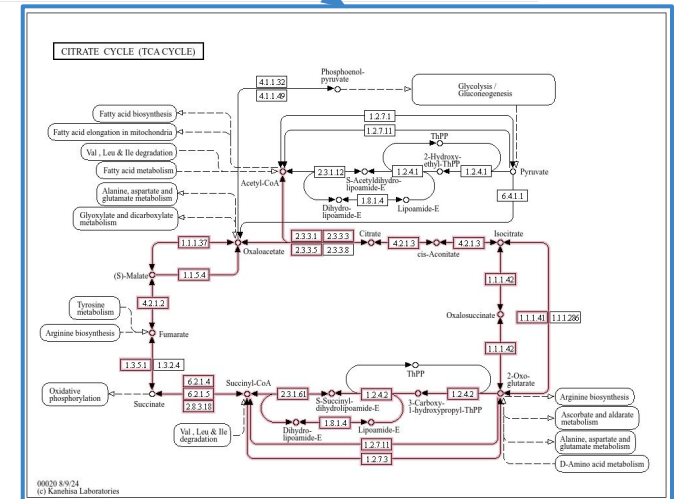 CITRATE CYCLE (TCA CYCLE)
Phosphoenol-
pyruvate
4.1.1.32
4.1.1.49
Glycolysis /
Gluconeogenesis
Fatty acid biosynthesis
Fatty acid elongation in mitochondria
Val , Leu & Ile degradation
Fatty acid metabolism
Alanine, aspartate and
glutamate metabolism
Glyoxylate and dicarboxylate
metabolism
1.2.7.1
1.2.7.11
ThPP
2-Hydroxy-
ethyl-ThPP
2.3.1.12
1.2.4.1
1.2.4.1
Pyruvate
Acetyl-CoA
S-Acetyldihydro-
lipoamide-E
1.8.1.4
Dihydro-
lipoamide-E
Lipoamide-E
6.4.1.1
1.1.1.37
Oxaloacetate
2.3.3.1
2.3.3.3
2.3.3.5
2.3.3.8
Citrate
4.2.1.3
cis-Aconitate
4.2.1.3
Isocitrate
(S)-Malate
1.1.5.4
1.1.1.42
4.2.1.2
Tyrosine
metabolism
Arginine biosynthesis
Fumarate
Oxalosuccinate
1.1.1.41
1.1.1.286
1.1.1.42
1.3.5.1
1.3.2.4
ThPP
2-Oxo-
glutarate
Oxidative
phosphorylation
Succinate
6.2.1.4
6.2.1.5
2.8.3.18
Succinyl-CoA
2.3.1.61
S-Succinyl-
dihydrolipoamide-E
1.2.4.2
3-Carboxy-
1-hydroxypropyl-ThPP
1.2.4.2
1.8.1.4
Dihydro-
lipoamide-E
Lipoamide-E
Val , Leu & Ile
degradation
1.2.7.11
1.2.7.3
Arginine biosynthesis
Ascorbate and aldarate
metabolism
Alanine, aspartate and
glutamate metabolism
D-Amino acid metabolism
00020 8/9/24
(c) Kanehisa Laboratories